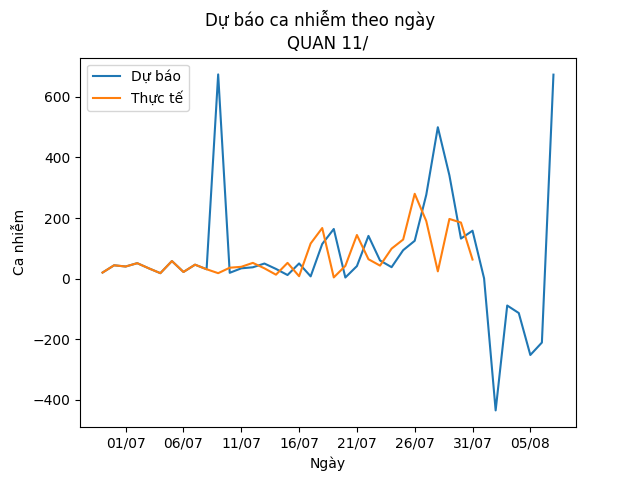 Dự báo ca nhiễm theo ngày
QUAN 11/
Dự báo
Thực tế
Ca nhiễm
600
400
200
0
−200
−400
01/07
06/07
11/07
16/07
21/07
26/07
31/07
05/08
Ngày